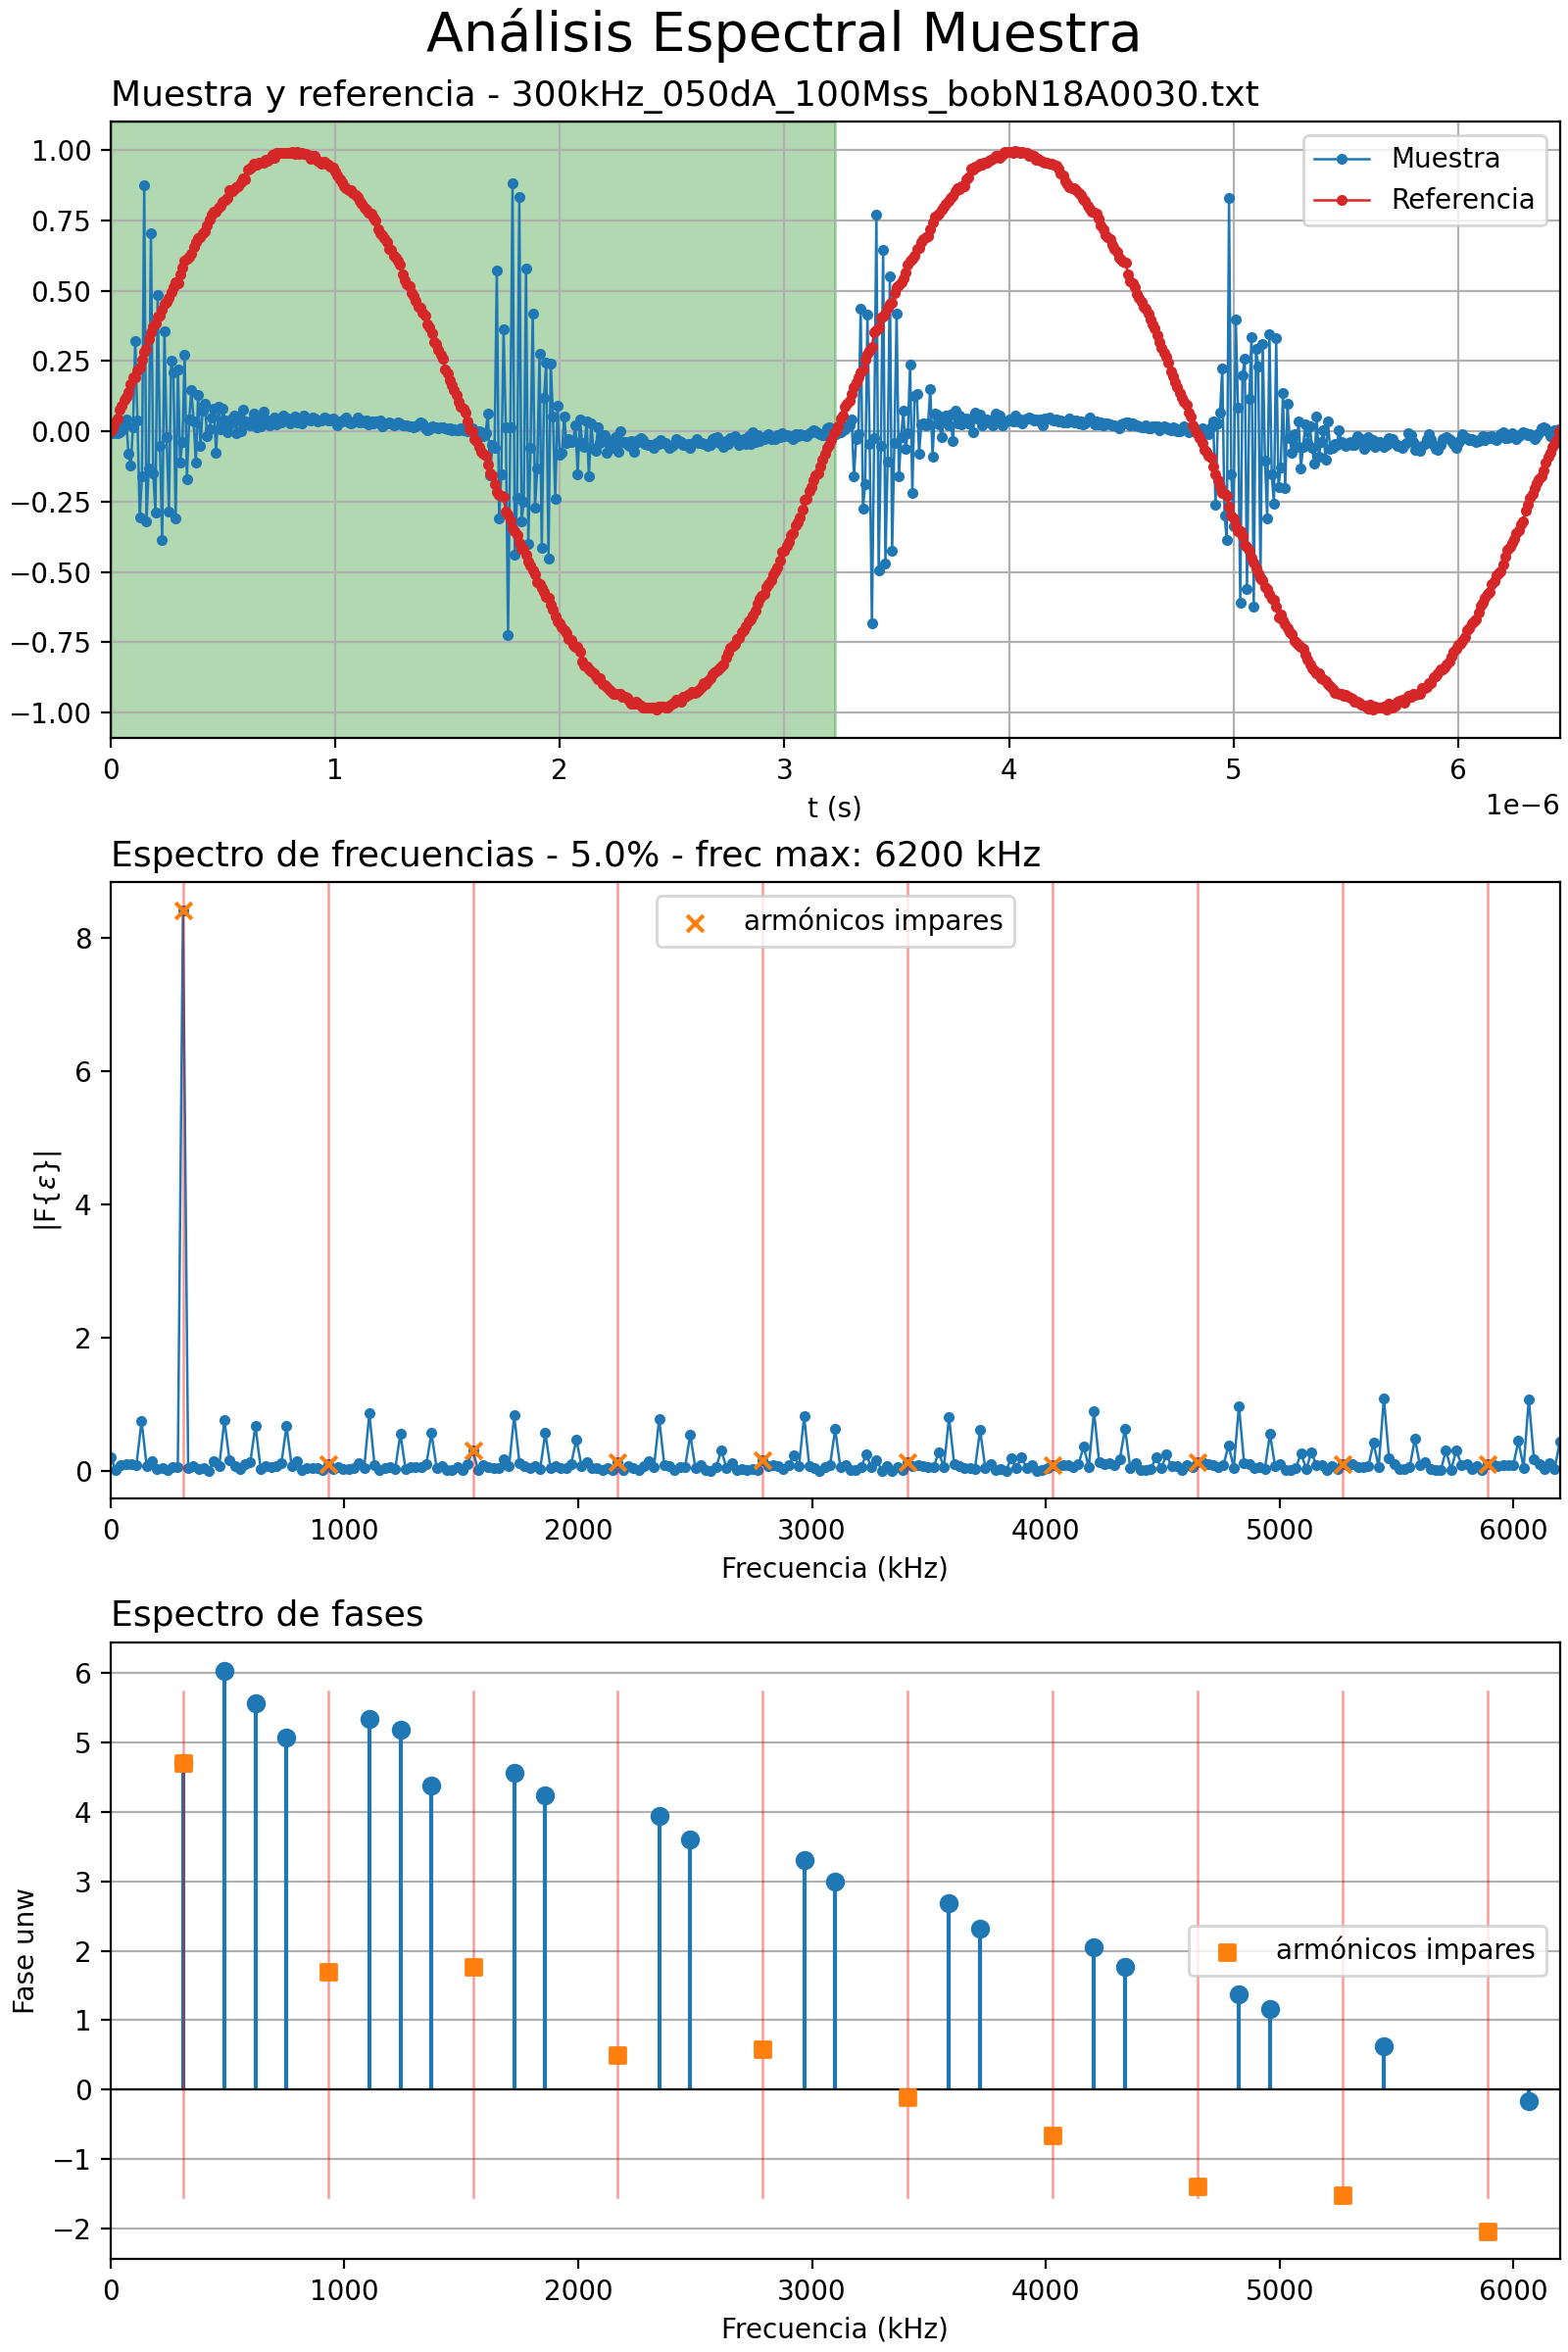 Análisis Espectral Muestra
Muestra y referencia - 300kHz_050dA_100Mss_bobN18A0030.txt
1.00
0.75
0.50
0.25
0.00
−0.25
−0.50
−0.75
−1.00
Muestra
Referencia
0 1 2 3 4 5 6
t (s)
1e−6
Espectro de frecuencias - 5.0% - frec max: 6200 kHz
armónicos impares
8
6
4
2
0
|F{ε}|
0 1000 2000 3000 4000 5000 6000
Frecuencia (kHz)
Espectro de fases
6
5
4
3
2
1
0
−1
−2
Fase unw
armónicos impares
0 1000 2000 3000 4000 5000 6000
Frecuencia (kHz)